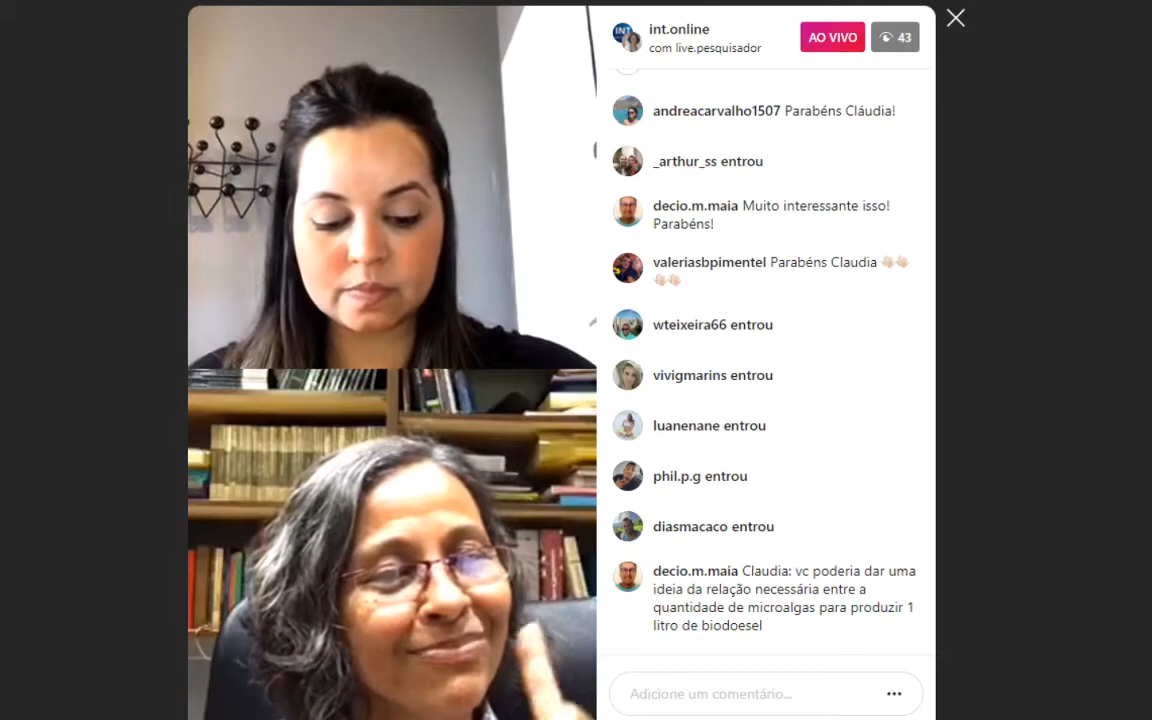 INT
int.online
com live.pesquisador
AO VIVO
43
andreacarvalho1507 Parabéns Cláudia!
_arthur_ss entrou
decio.m.maia Muito interessante isso!
Parabéns!
valeriasbpimentel Parabéns Claudia 👏🏻👏🏻
👏🏻👏🏻
wteixeira66 entrou
vivigmarins entrou
luanenane entrou
phil.p.g entrou
diasmacaco entrou
decio.m.maia Claudia: vc poderia dar uma
ideia da relação necessária entre a
quantidade de microalgas para produzir 1
litro de biodoesel
Adicione um comentário...